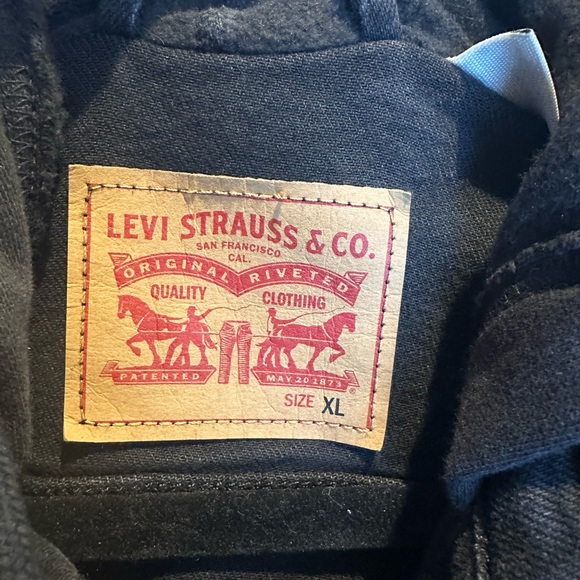 LEVI STRAUSS & CO.
SAN FRANCISCO
CAL.
ORIGINAL RIVETED
QUALITY CLOTHING
PATENTED MAY 20 1873 ®
SIZE XL